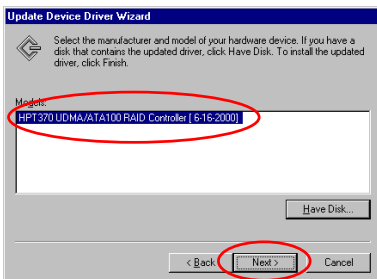 Update Device Driver Wizard
Select the manufacturer and model of your hardware device. If you have a
disk that contains the updated driver, click Have Disk. To install the updated
driver, click Finish.
Models:
HPT370 UDMA/ATA100 RAID Controller [ 6-16-2000]
Have Disk...
< Back
Next >
Cancel